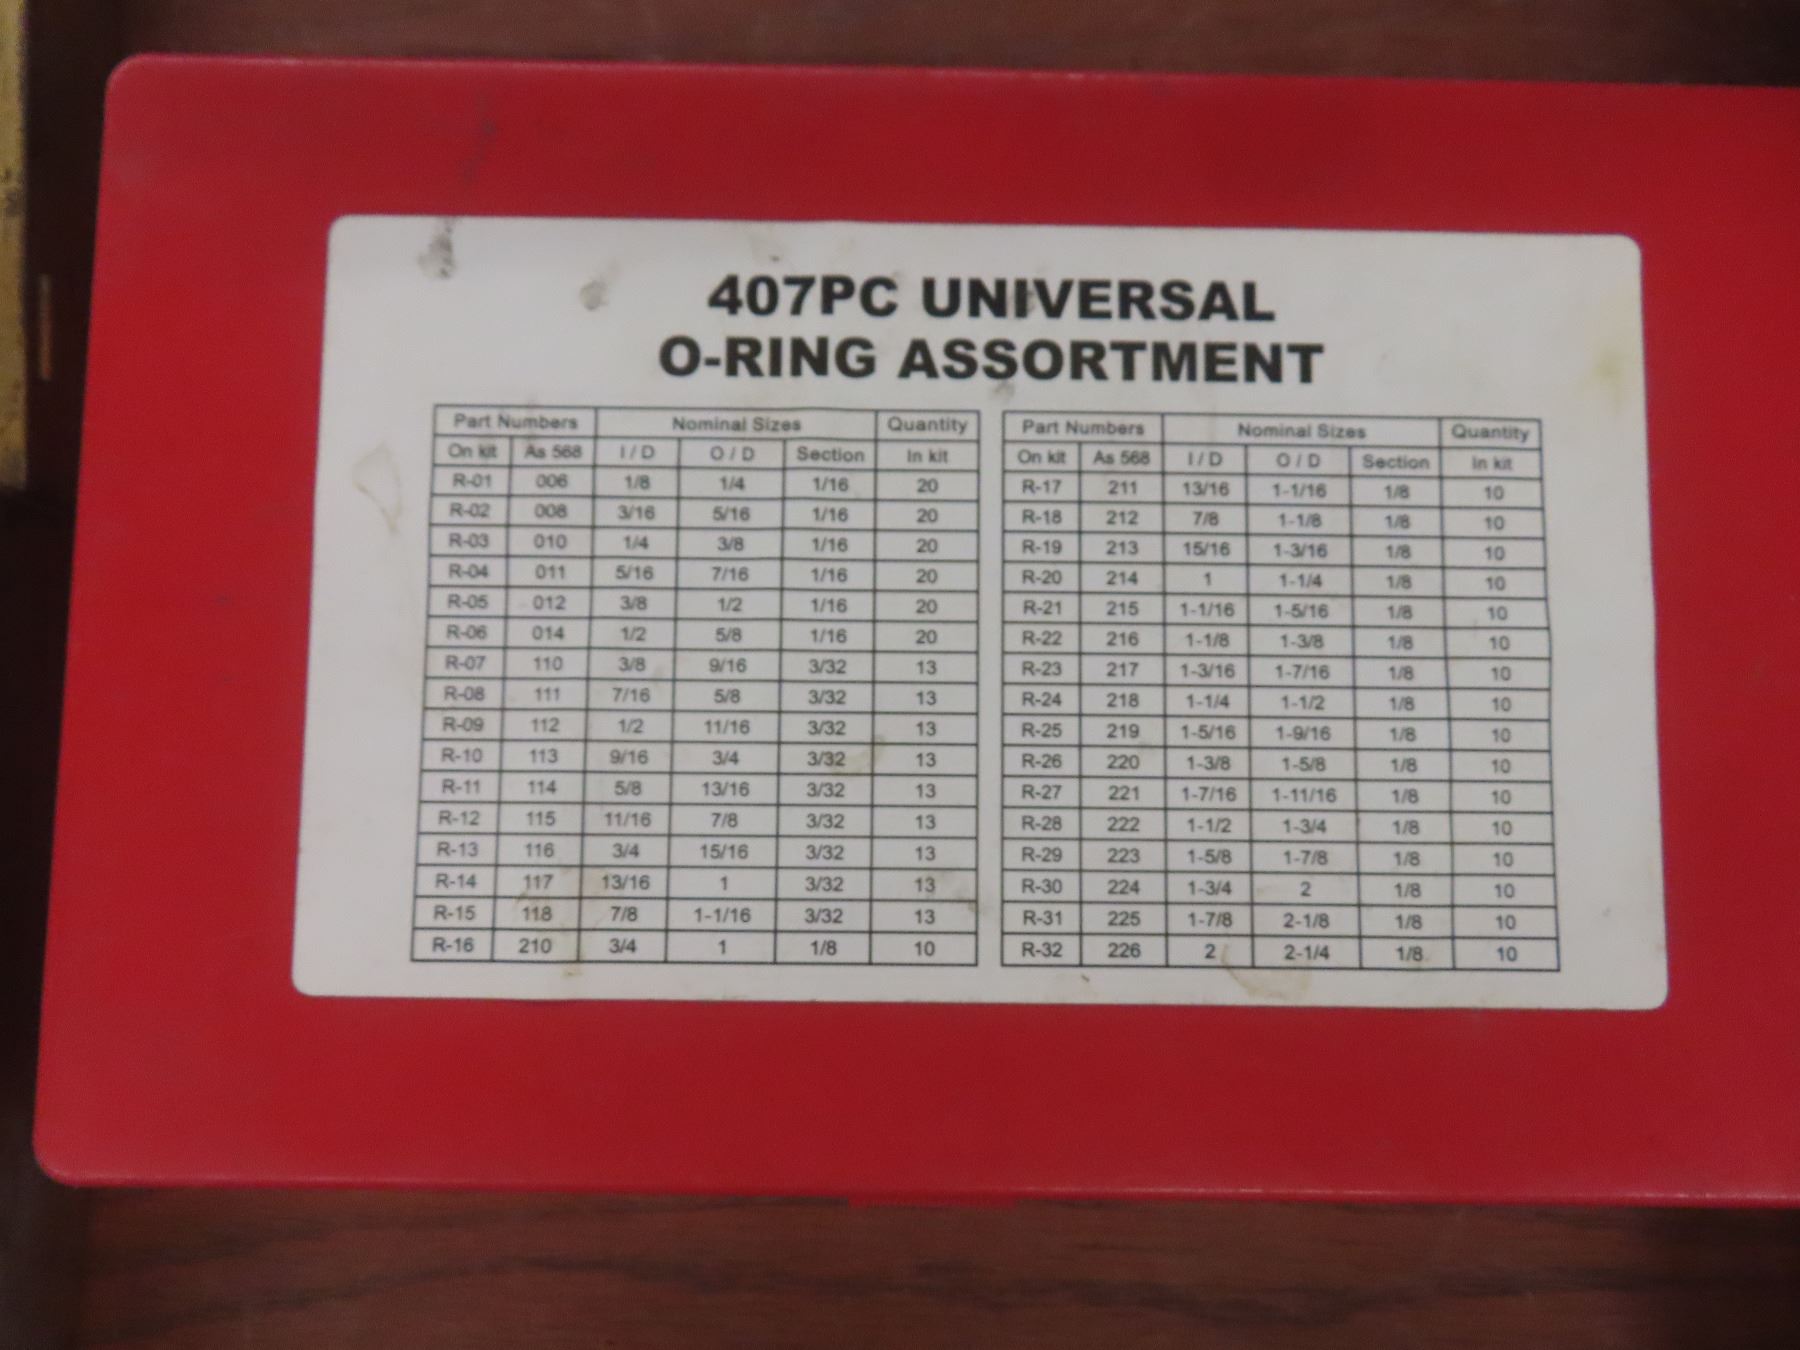 407PC UNIVERSAL
O-RING ASSORTMENT
Part Numbers Nominal Sizes Quantity
On kit As 568 I / D O / D Section In kit
R-01 006 1/8 1/4 1/16 20
R-02 008 3/16 5/16 1/16 20
R-03 010 1/4 3/8 1/16 20
R-04 011 5/16 7/16 1/16 20
R-05 012 3/8 1/2 1/16 20
R-06 014 1/2 5/8 1/16 20
R-07 110 3/8 9/16 3/32 13
R-08 111 7/16 5/8 3/32 13
R-09 112 1/2 11/16 3/32 13
R-10 113 9/16 3/4 3/32 13
R-11 114 5/8 13/16 3/32 13
R-12 115 11/16 7/8 3/32 13
R-13 116 3/4 15/16 3/32 13
R-14 117 13/16 1 3/32 13
R-15 118 7/8 1-1/16 3/32 13
R-16 210 3/4 1 1/8 10
Part Numbers Nominal Sizes Quantity
On kit As 568 I / D O / D Section In kit
R-17 211 13/16 1-1/16 1/8 10
R-18 212 7/8 1-1/8 1/8 10
R-19 213 15/16 1-3/16 1/8 10
R-20 214 1 1-1/4 1/8 10
R-21 215 1-1/16 1-5/16 1/8 10
R-22 216 1-1/8 1-3/8 1/8 10
R-23 217 1-3/16 1-7/16 1/8 10
R-24 218 1-1/4 1-1/2 1/8 10
R-25 219 1-5/16 1-9/16 1/8 10
R-26 220 1-3/8 1-5/8 1/8 10
R-27 221 1-7/16 1-11/16 1/8 10
R-28 222 1-1/2 1-3/4 1/8 10
R-29 223 1-5/8 1-7/8 1/8 10
R-30 224 1-3/4 2 1/8 10
R-31 225 1-7/8 2-1/8 1/8 10
R-32 226 2 2-1/4 1/8 10